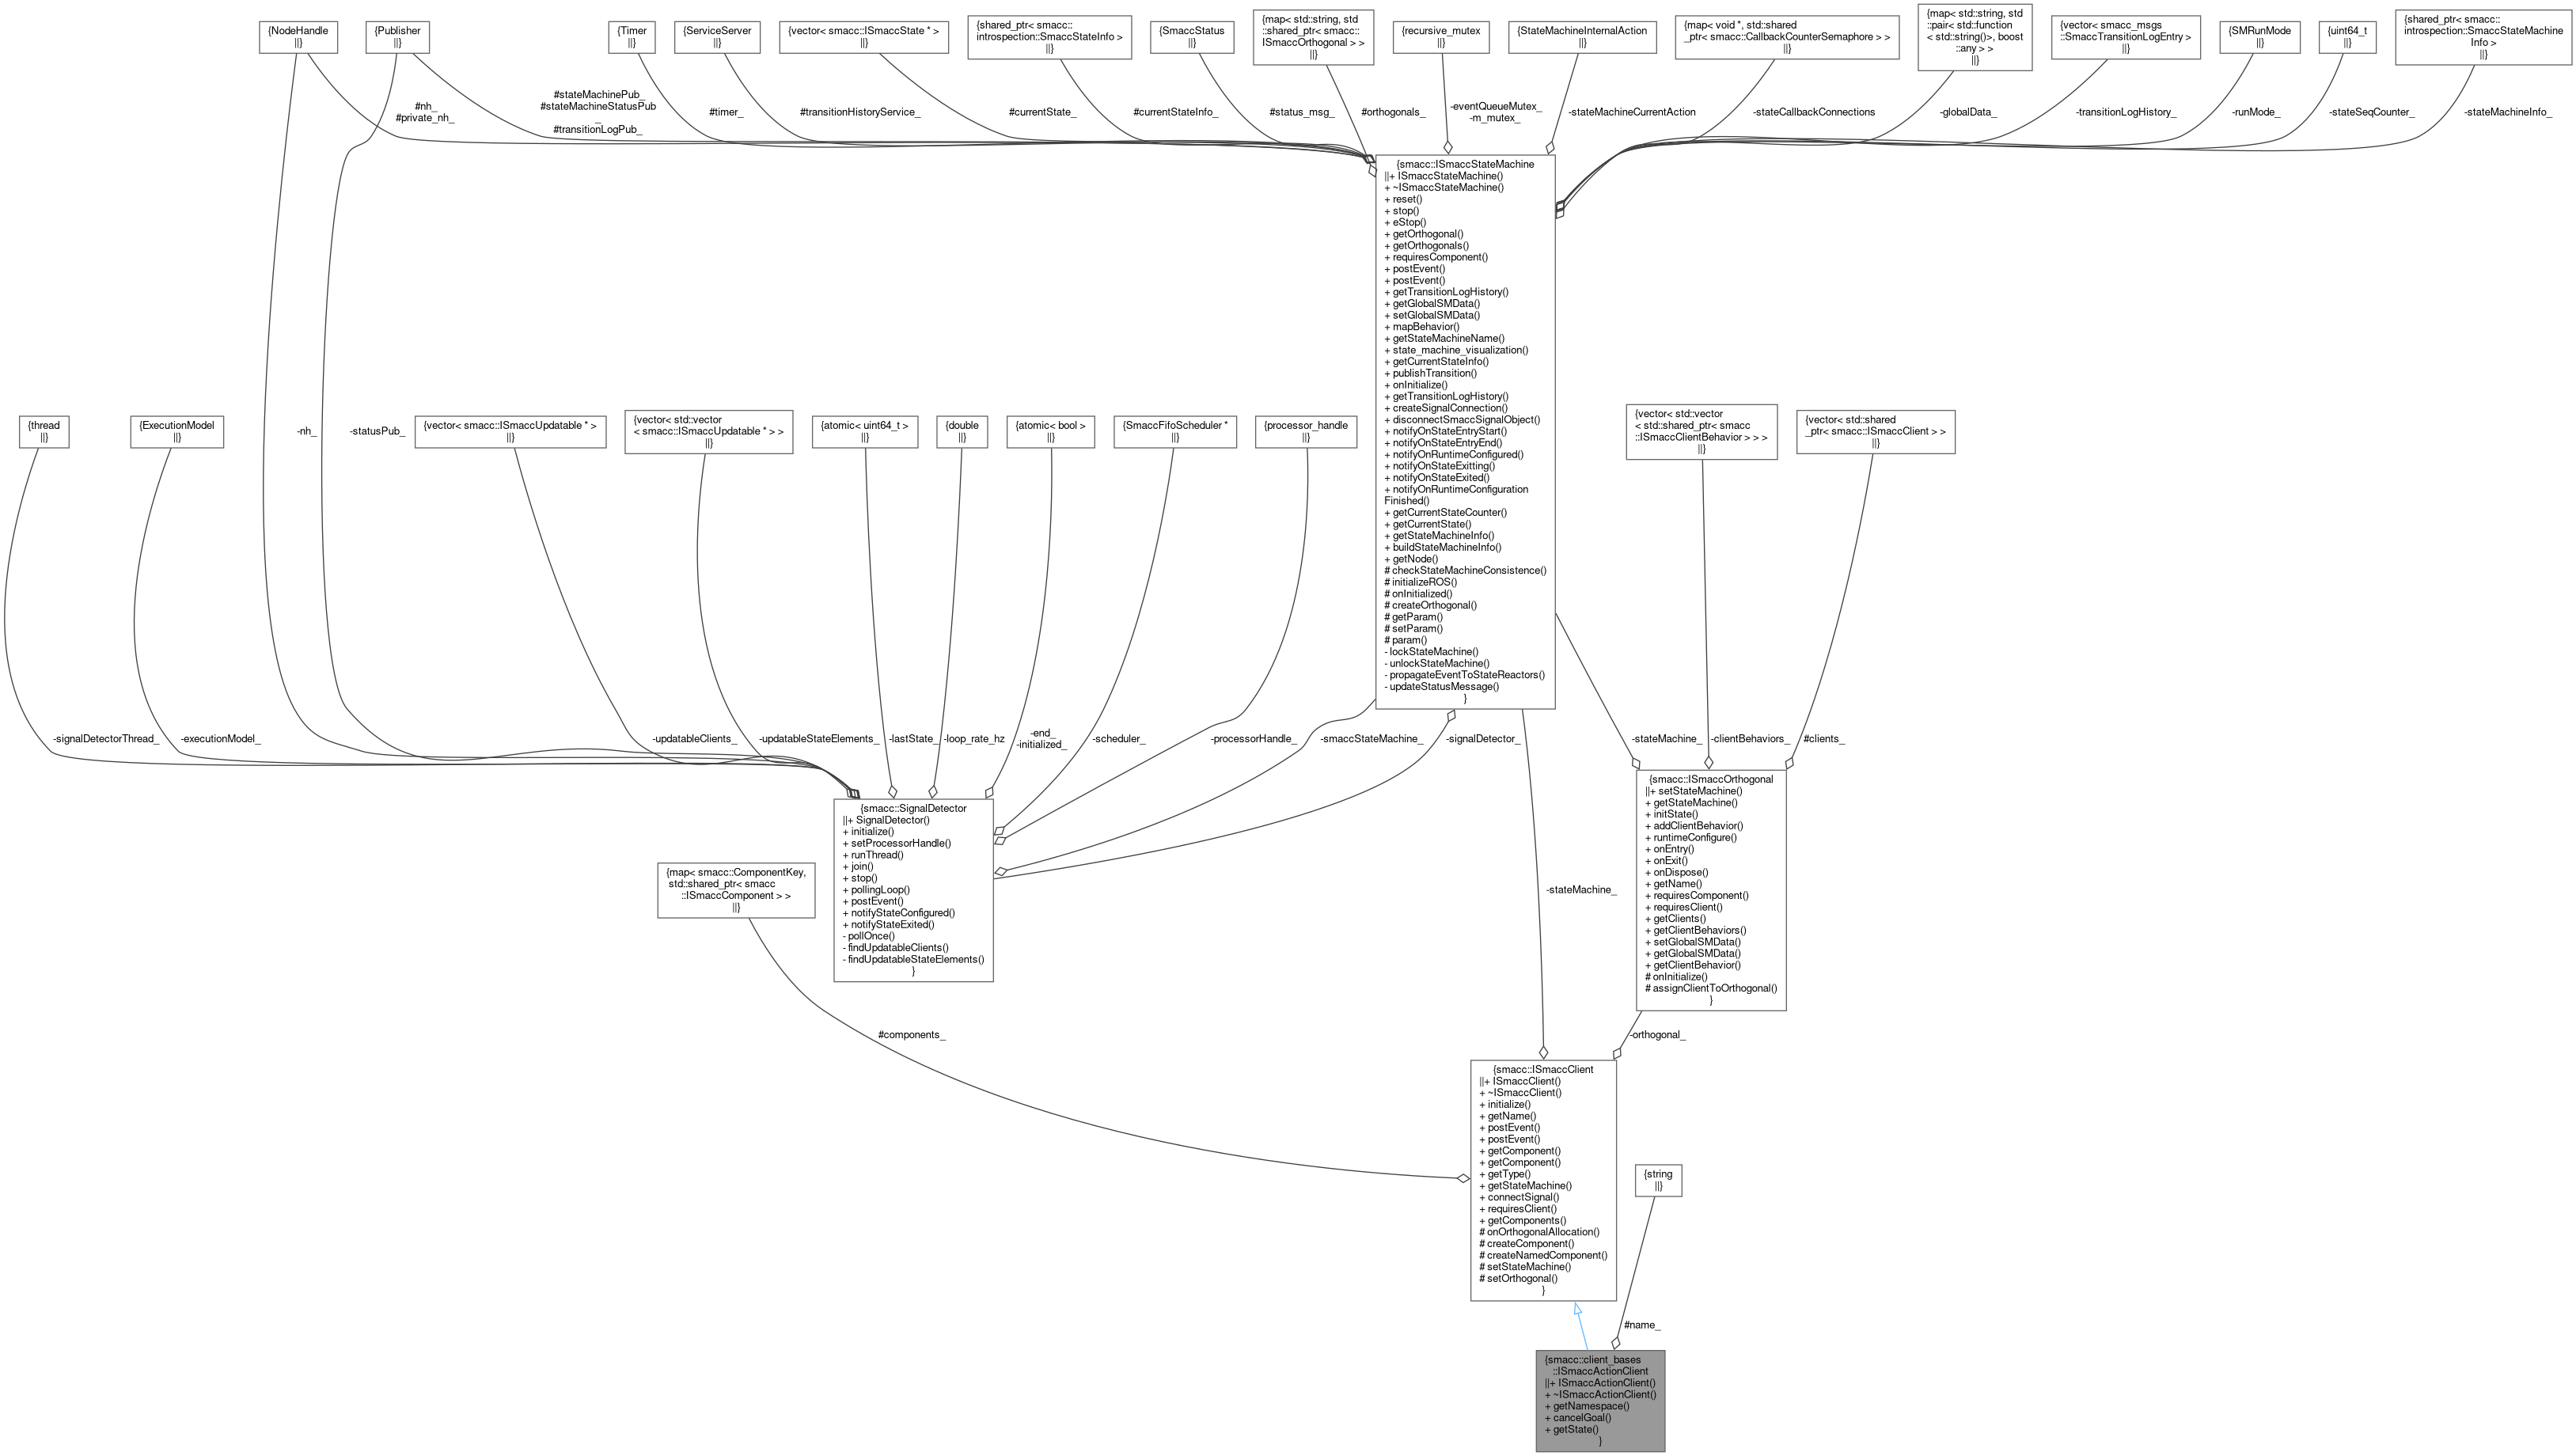 {NodeHandle
||}
{Publisher
||}
{Timer
||}
{ServiceServer
||}
{vector< smacc::ISmaccState * >
||}
{shared_ptr< smacc::
introspection::SmaccStateInfo >
||}
{SmaccStatus
||}
{map< std::string, std
::shared_ptr< smacc::
ISmaccOrthogonal > >
||}
{recursive_mutex
||}
{StateMachineInternalAction
||}
{map< void *, std::shared
_ptr< smacc::CallbackCounterSemaphore > >
||}
{map< std::string, std
::pair< std::function
< std::string()>, boost
::any > >
||}
{vector< smacc_msgs
::SmaccTransitionLogEntry >
||}
{SMRunMode
||}
{uint64_t
||}
{shared_ptr< smacc::
introspection::SmaccStateMachine
Info >
||}
#nh_
#private_nh_
#stateMachinePub_
#stateMachineStatusPub
_
#transitionLogPub_
#timer_
#transitionHistoryService_
#currentState_
#currentStateInfo_
#status_msg_
#orthogonals_
-eventQueueMutex_
-m_mutex_
-stateMachineCurrentAction
-stateCallbackConnections
-globalData_
-transitionLogHistory_
-runMode_
-stateSeqCounter_
-stateMachineInfo_
{smacc::ISmaccStateMachine
||+ ISmaccStateMachine()
+ ~ISmaccStateMachine()
+ reset()
+ stop()
+ eStop()
+ getOrthogonal()
+ getOrthogonals()
+ requiresComponent()
+ postEvent()
+ postEvent()
+ getTransitionLogHistory()
+ getGlobalSMData()
+ setGlobalSMData()
+ mapBehavior()
+ getStateMachineName()
+ state_machine_visualization()
+ getCurrentStateInfo()
+ publishTransition()
+ onInitialize()
+ getTransitionLogHistory()
+ createSignalConnection()
+ disconnectSmaccSignalObject()
+ notifyOnStateEntryStart()
+ notifyOnStateEntryEnd()
+ notifyOnRuntimeConfigured()
+ notifyOnStateExitting()
+ notifyOnStateExited()
+ notifyOnRuntimeConfiguration
Finished()
+ getCurrentStateCounter()
+ getCurrentState()
+ getStateMachineInfo()
+ buildStateMachineInfo()
+ getNode()
# checkStateMachineConsistence()
# initializeROS()
# onInitialized()
# createOrthogonal()
# getParam()
# setParam()
# param()
- lockStateMachine()
- unlockStateMachine()
- propagateEventToStateReactors()
- updateStatusMessage()
}
{thread
||}
{ExecutionModel
||}
-nh_
-statusPub_
{vector< smacc::ISmaccUpdatable * >
||}
{vector< std::vector
< smacc::ISmaccUpdatable * > >
||}
{atomic< uint64_t >
||}
{double
||}
{atomic< bool >
||}
{SmaccFifoScheduler *
||}
{processor_handle
||}
{vector< std::vector
< std::shared_ptr< smacc
::ISmaccClientBehavior > > >
||}
{vector< std::shared
_ptr< smacc::ISmaccClient > >
||}
-signalDetectorThread_
-executionModel_
-updatableClients_
-updatableStateElements_
-lastState_
-loop_rate_hz
-end_
-initialized_
-scheduler_
-processorHandle_
-smaccStateMachine_
-signalDetector_
-stateMachine_
-clientBehaviors_
#clients_
{smacc::SignalDetector
||+ SignalDetector()
+ initialize()
+ setProcessorHandle()
+ runThread()
+ join()
+ stop()
+ pollingLoop()
+ postEvent()
+ notifyStateConfigured()
+ notifyStateExited()
- pollOnce()
- findUpdatableClients()
- findUpdatableStateElements()
}
{smacc::ISmaccOrthogonal
||+ setStateMachine()
+ getStateMachine()
+ initState()
+ addClientBehavior()
+ runtimeConfigure()
+ onEntry()
+ onExit()
+ onDispose()
+ getName()
+ requiresComponent()
+ requiresClient()
+ getClients()
+ getClientBehaviors()
+ setGlobalSMData()
+ getGlobalSMData()
+ getClientBehavior()
# onInitialize()
# assignClientToOrthogonal()
}
{map< smacc::ComponentKey,
std::shared_ptr< smacc
::ISmaccComponent > >
||}
-stateMachine_
#components_
-orthogonal_
{smacc::ISmaccClient
||+ ISmaccClient()
+ ~ISmaccClient()
+ initialize()
+ getName()
+ postEvent()
+ postEvent()
+ getComponent()
+ getComponent()
+ getType()
+ getStateMachine()
+ connectSignal()
+ requiresClient()
+ getComponents()
# onOrthogonalAllocation()
# createComponent()
# createNamedComponent()
# setStateMachine()
# setOrthogonal()
}
{string
||}
#name_
{smacc::client_bases
::ISmaccActionClient
||+ ISmaccActionClient()
+ ~ISmaccActionClient()
+ getNamespace()
+ cancelGoal()
+ getState()
}